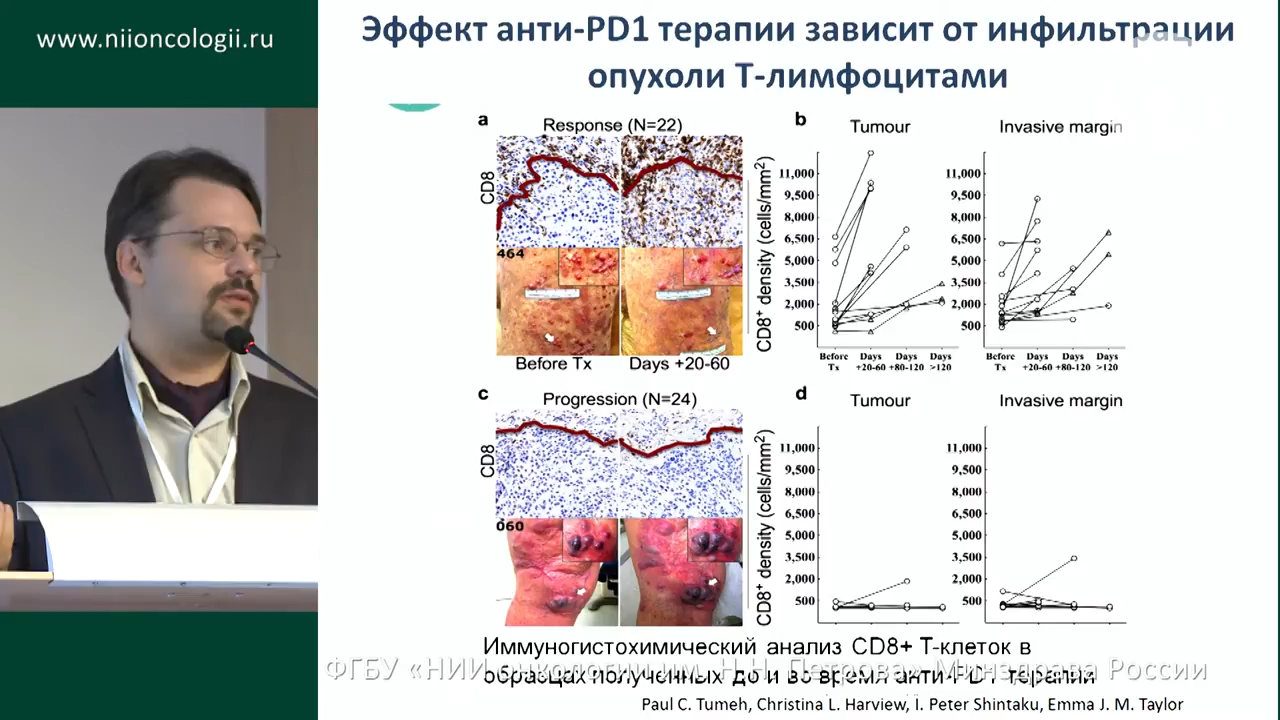 www.niioncologii.ru
Эффект анти-PD1 терапии зависит от инфильтрации
опухоли Т-лимфоцитами
a
Response (N=22)
CD8
464
Before Tx
Days +20-60
b
Tumour
Invasive margin
CD8+ density (cells/mm2)
11,000
9,500
8,000
6,500
5,000
3,500
2,000
500
Before Tx
Days +20-60
Days +80-120
Days >120
11,000
9,500
8,000
6,500
5,000
3,500
2,000
500
Before Tx
Days +20-60
Days +80-120
Days >120
c
Progression (N=24)
CD8
060
d
Tumour
Invasive margin
CD8+ density (cells/mm2)
11,000
9,500
8,000
6,500
5,000
3,500
2,000
500
11,000
9,500
8,000
6,500
5,000
3,500
2,000
500
Иммуногистохимический анализ CD8+ Т-клеток в
образцах полученных до и во время анти-PD1 терапии
ФГБУ «НИИ онкологии им. Н.Н. Петрова» Минздрава России
Paul C. Tumeh, Christina L. Harview, I. Peter Shintaku, Emma J. M. Taylor